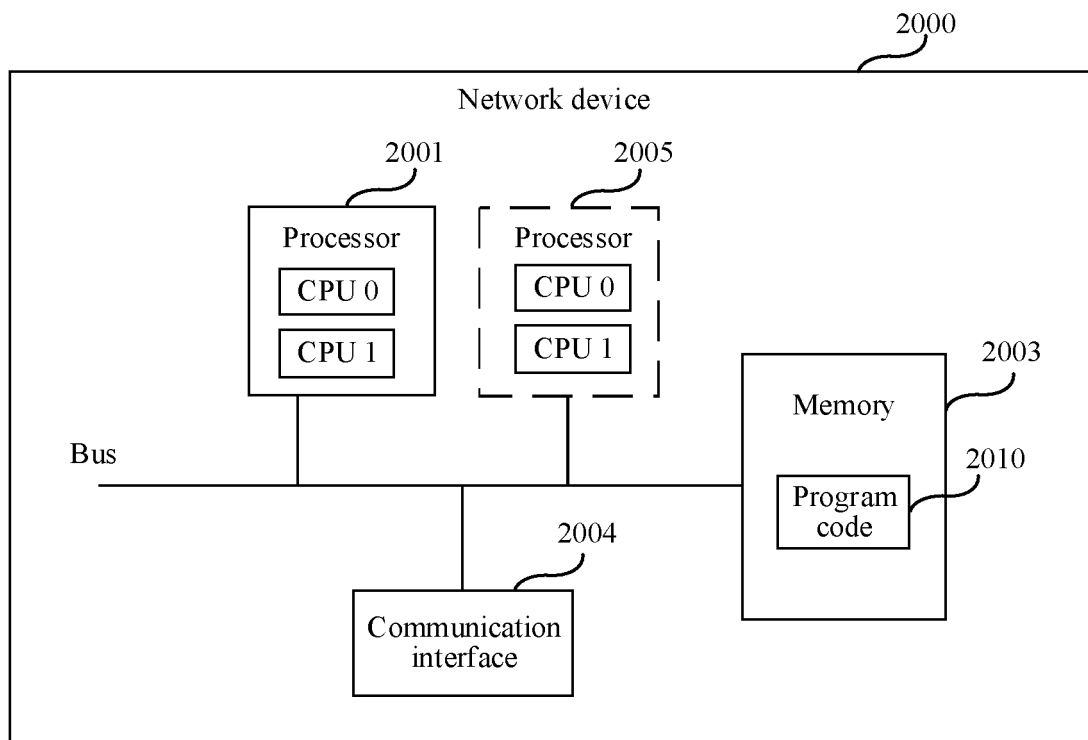 2000
Network device
2001
2005
Processor
CPU 0
CPU 1
Processor
CPU 0
CPU 1
2003
Memory
Bus
2010
Program
code
2004
Communication
interface